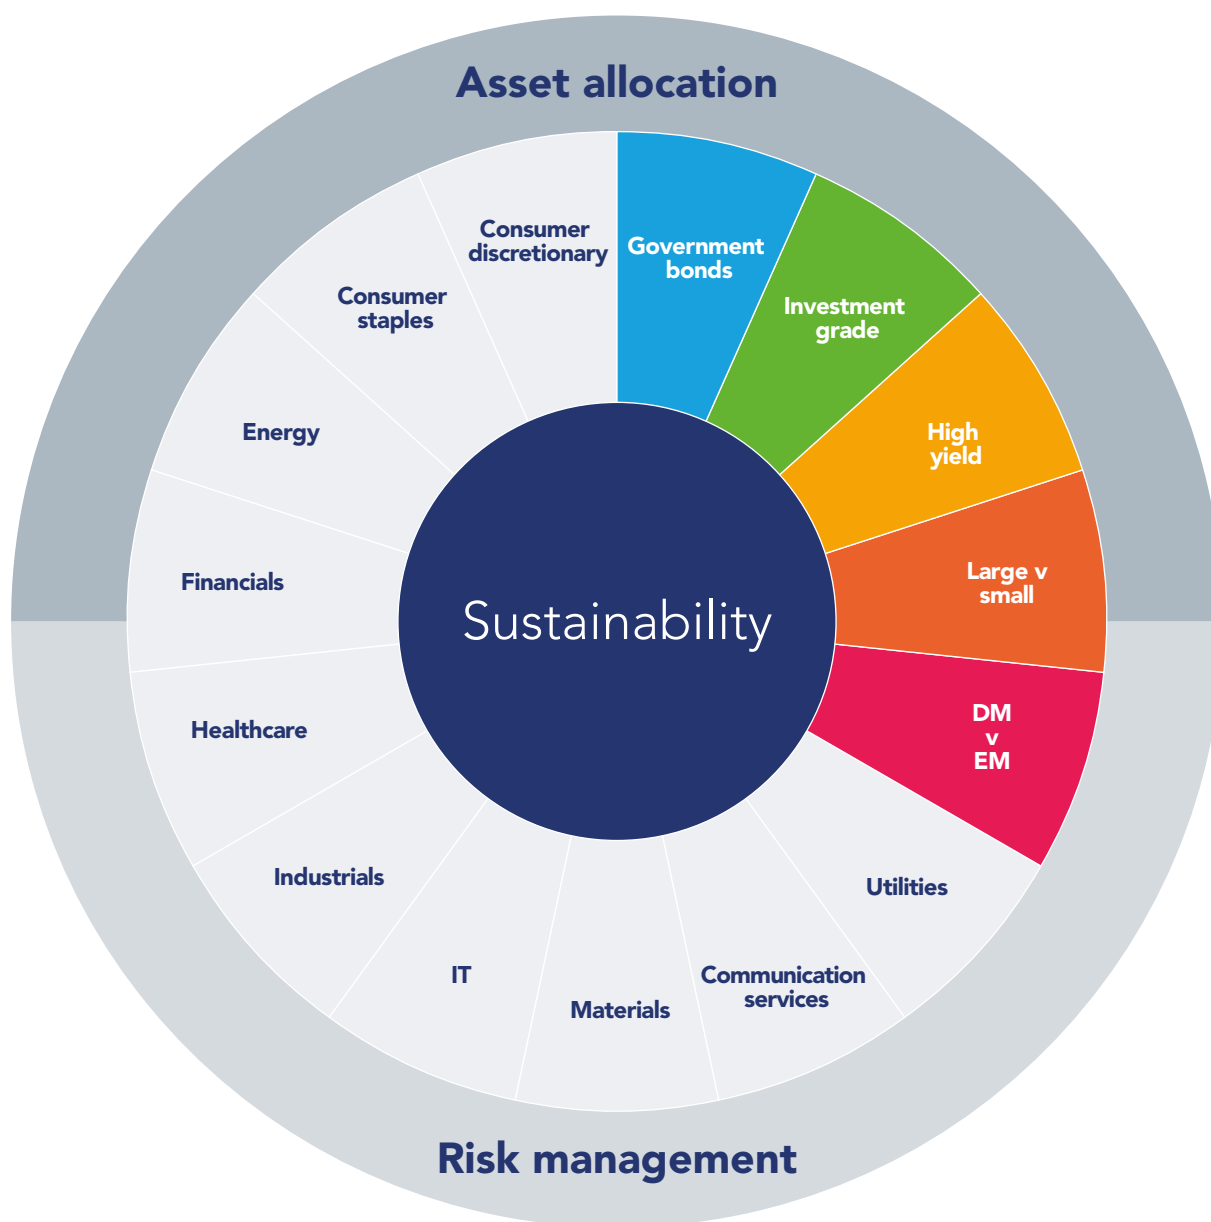 Asset allocation
Government
bonds
Investment
grade
High
yield
Large v
small
DM
v
EM
Utilities
Communication
services
Materials
IT
Industrials
Healthcare
Financials
Energy
Consumer
staples
Consumer
discretionary
Sustainability
Risk management